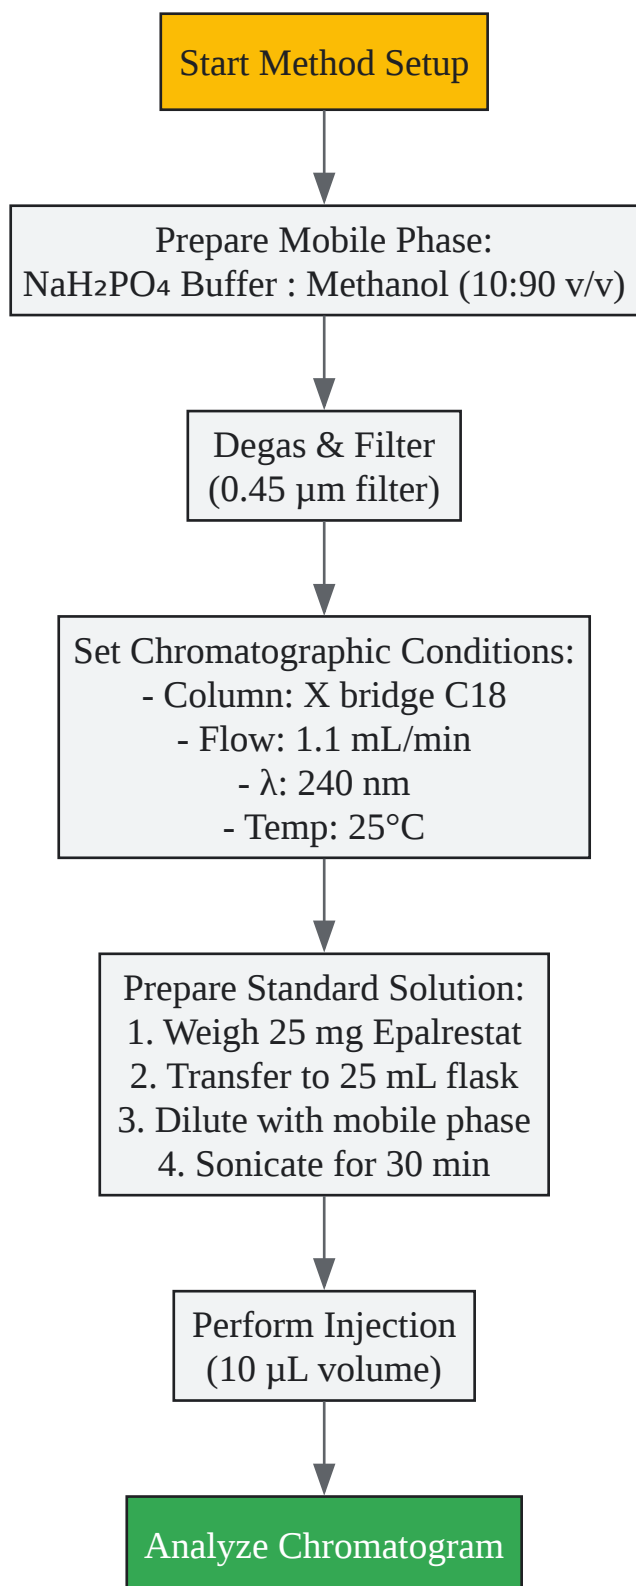 Start Method Setup
Prepare Mobile Phase:
NaH₂PO₄ Buffer : Methanol (10:90 v/v)
Degas & Filter
(0.45 µm filter)
Set Chromatographic Conditions:
- Column: X bridge C18
- Flow: 1.1 mL/min
- λ: 240 nm
- Temp: 25°C
Prepare Standard Solution:
1. Weigh 25 mg Epalrestat
2. Transfer to 25 mL flask
3. Dilute with mobile phase
4. Sonicate for 30 min
Perform Injection
(10 µL volume)
Analyze Chromatogram